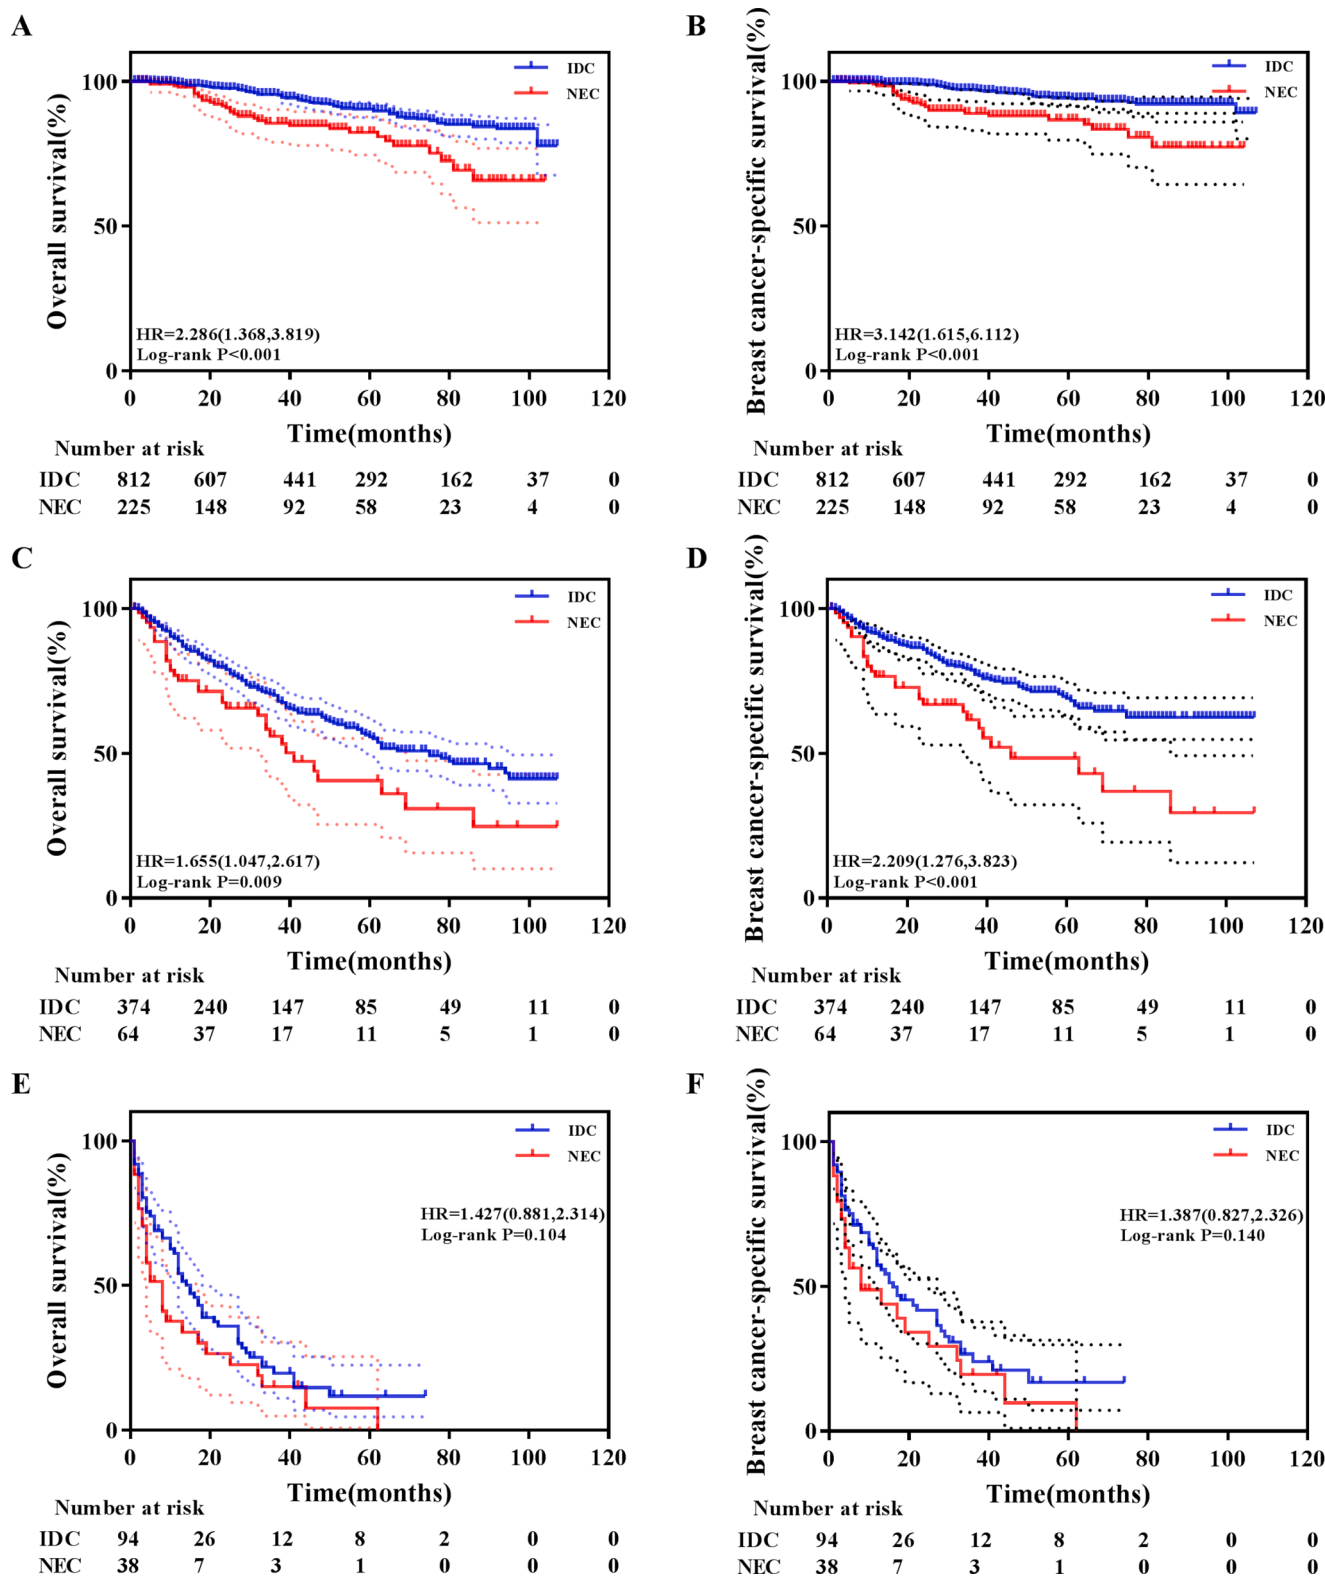 A
Overall survival(%)
100
50
0
IDC
NEC
HR=2.286(1.368,3.819)
Log-rank P<0.001
0 20 40 60 80 100 120
Time(months)
Number at risk
IDC 812 607 441 292 162 37 0
NEC 225 148 92 58 23 4 0
B
Breast cancer-specific survival(%)
100
50
0
IDC
NEC
HR=3.142(1.615,6.112)
Log-rank P<0.001
0 20 40 60 80 100 120
Time(months)
Number at risk
IDC 812 607 441 292 162 37 0
NEC 225 148 92 58 23 4 0
C
Overall survival(%)
100
50
0
IDC
NEC
HR=1.655(1.047,2.617)
Log-rank P=0.009
0 20 40 60 80 100 120
Time(months)
Number at risk
IDC 374 240 147 85 49 11 0
NEC 64 37 17 11 5 1 0
D
Breast cancer-specific survival(%)
100
50
0
IDC
NEC
HR=2.209(1.276,3.823)
Log-rank P<0.001
0 20 40 60 80 100 120
Time(months)
Number at risk
IDC 374 240 147 85 49 11 0
NEC 64 37 17 11 5 1 0
E
Overall survival(%)
100
50
0
IDC
NEC
HR=1.427(0.881,2.314)
Log-rank P=0.104
0 20 40 60 80 100 120
Time(months)
Number at risk
IDC 94 26 12 8 2 0 0
NEC 38 7 3 1 0 0 0
F
Breast cancer-specific survival(%)
100
50
0
IDC
NEC
HR=1.387(0.827,2.326)
Log-rank P=0.140
0 20 40 60 80 100 120
Time(months)
Number at risk
IDC 94 26 12 8 2 0 0
NEC 38 7 3 1 0 0 0